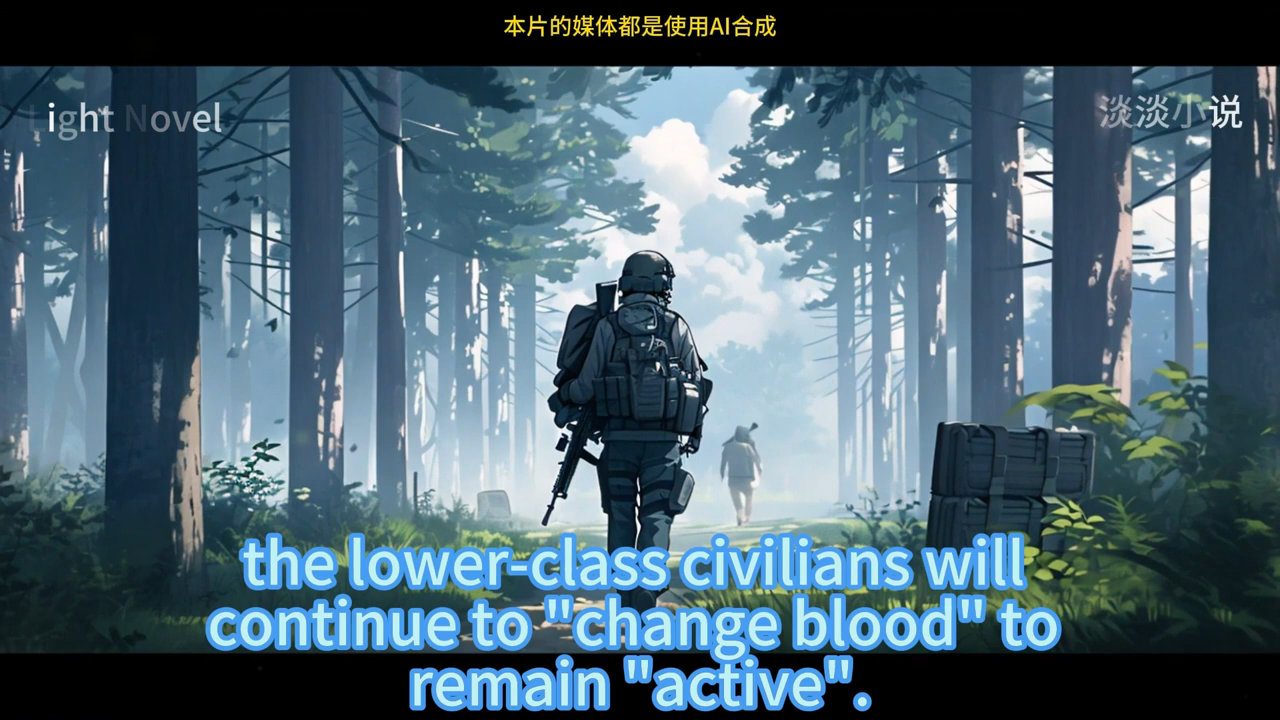 本片的媒体都是使用AI合成
Light Novel
淡淡小说
the lower-class civilians will
continue to "change blood" to
remain "active".